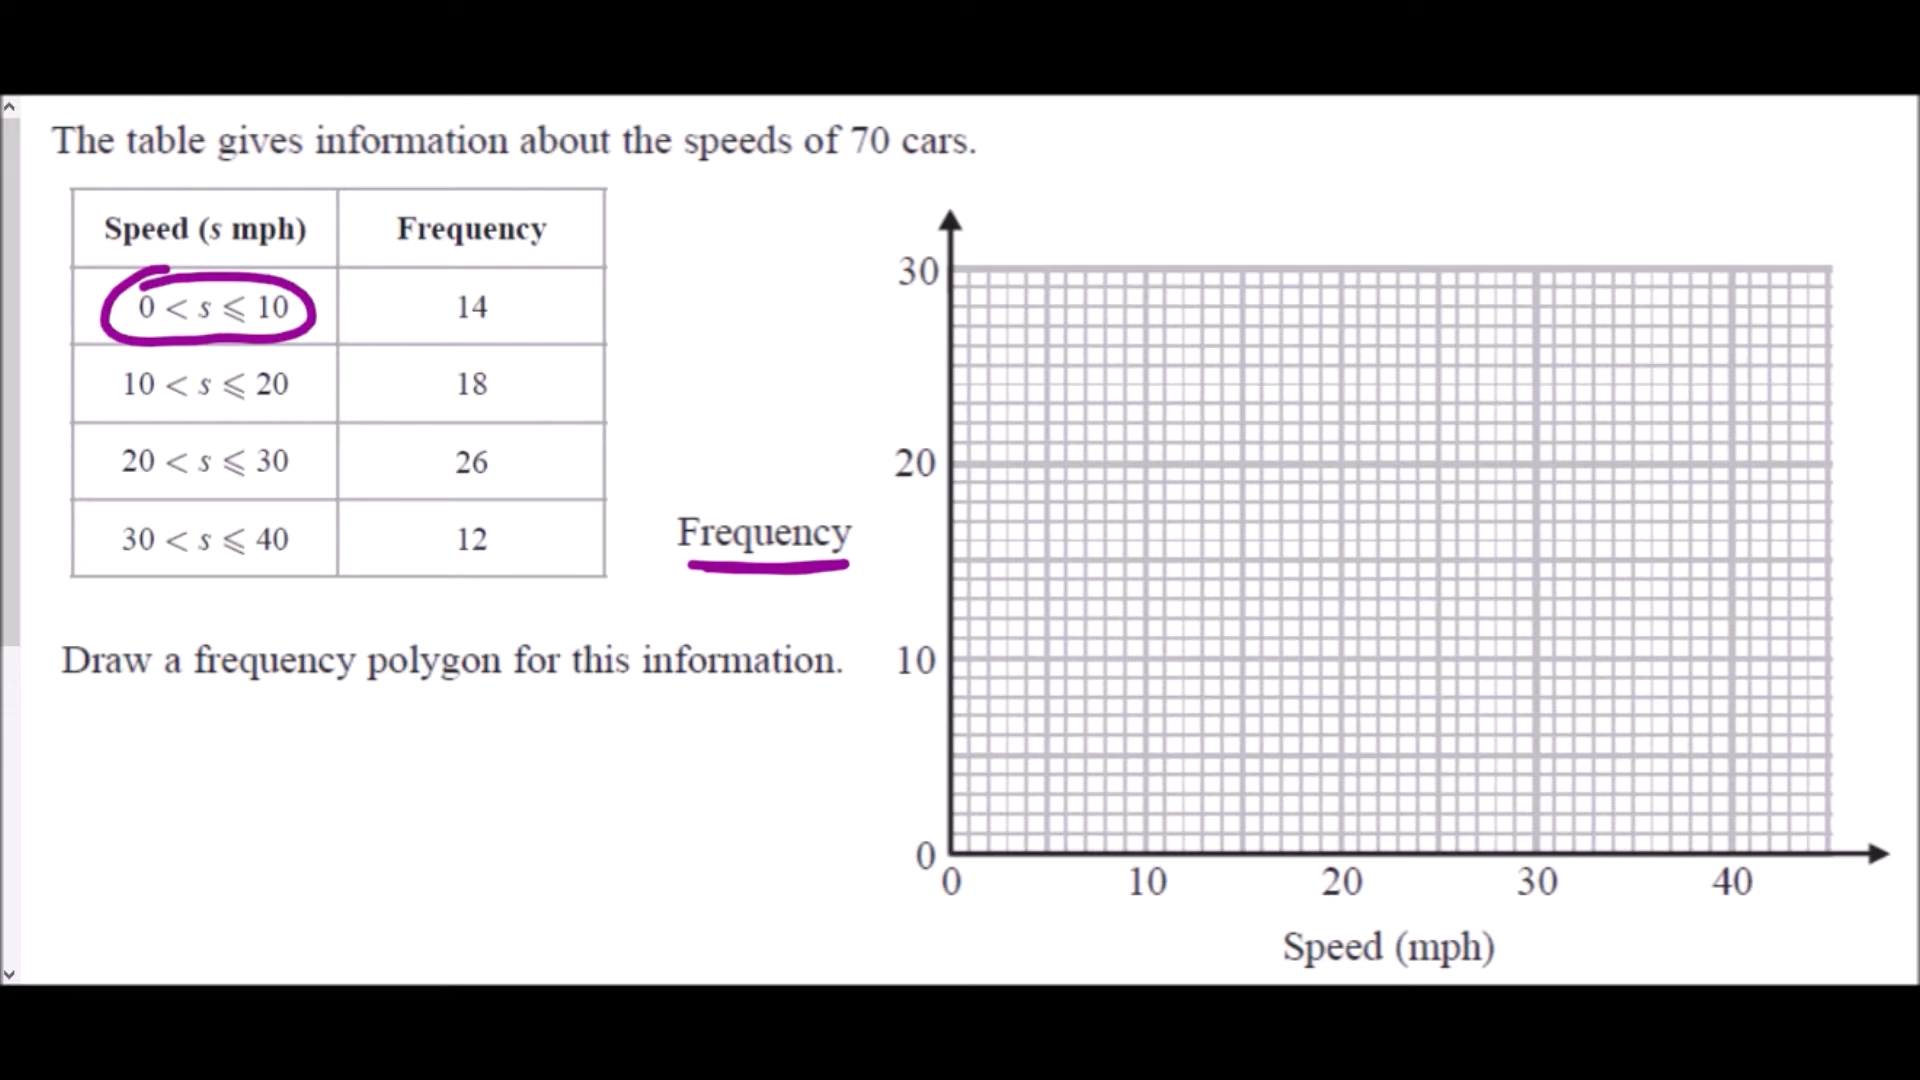 The table gives information about the speeds of 70 cars.
Speed (s mph) Frequency
0 < s ⩽ 10 14
10 < s ⩽ 20 18
20 < s ⩽ 30 26
30 < s ⩽ 40 12
Draw a frequency polygon for this information.
Frequency
30
20
10
0
0 10 20 30 40
Speed (mph)